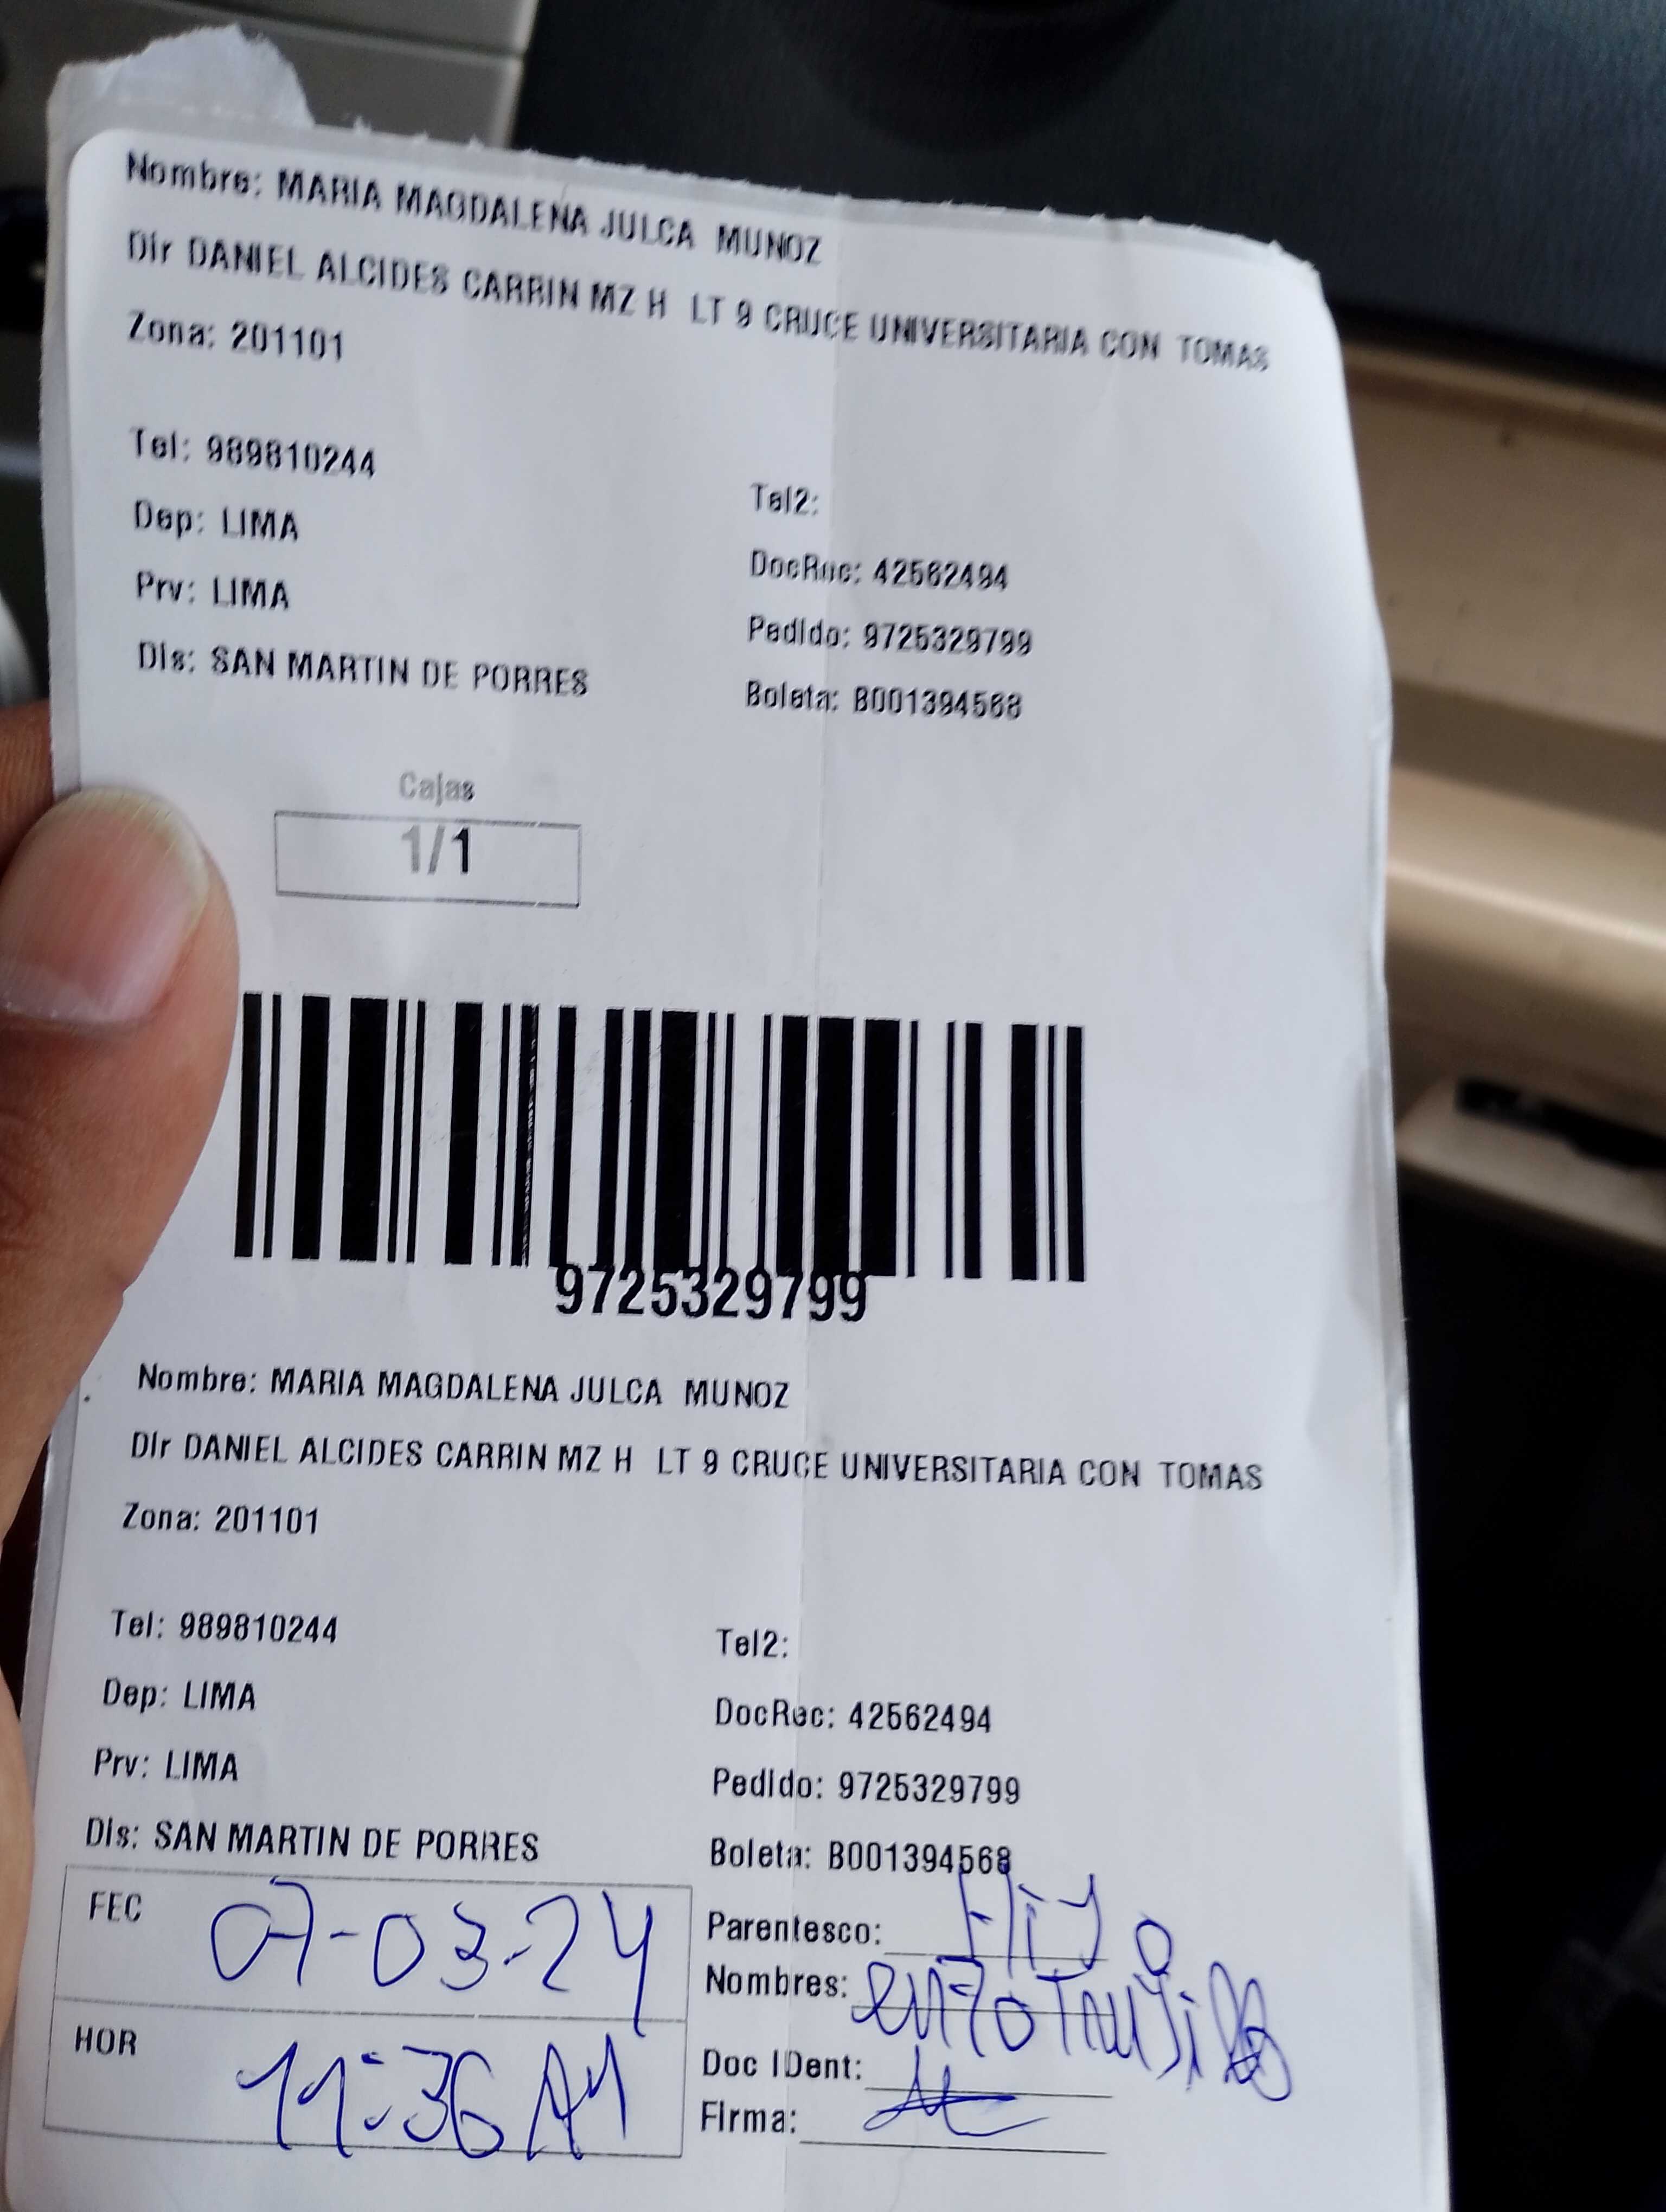 Nombre: MARIA MAGDALENA JULCA MUNOZ
Dir DANIEL ALCIDES CARRIN MZ H LT 9 CRUCE UNIVERSITARIA CON TOMAS
Zona: 201101
Tel: 989810244
Tel2:
Dep: LIMA
DocRec: 42562494
Prv: LIMA
Pedido: 9725329799
Dis: SAN MARTIN DE PORRES
Boleta: B001394568
Cajas
1/1
9725329799
Nombre: MARIA MAGDALENA JULCA MUNOZ
Dir DANIEL ALCIDES CARRIN MZ H LT 9 CRUCE UNIVERSITARIA CON TOMAS
Zona: 201101
Tel: 989810244
Tel2:
Dep: LIMA
DocRec: 42562494
Prv: LIMA
Pedido: 9725329799
Dis: SAN MARTIN DE PORRES
Boleta: B001394568
FEC 07-03-24
Parentesco: Hijo
Nombres: enzo
HOR 11:36 AM
Doc IDent:
Firma: